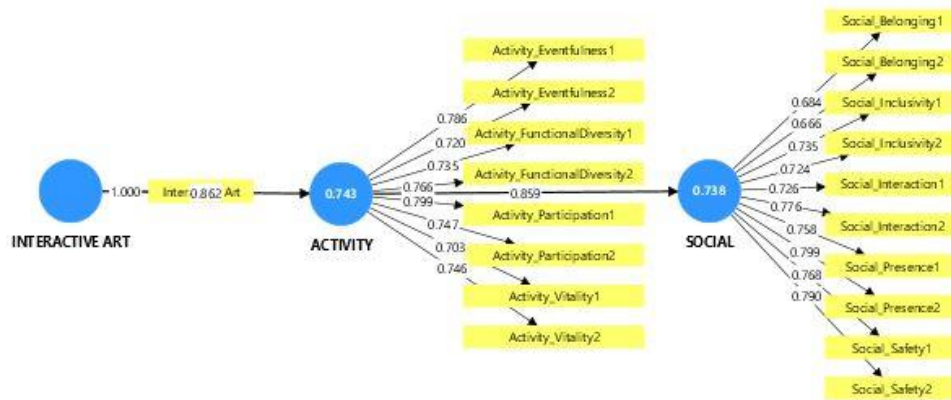 Social_Belonging1
Activity_Eventfulness1
Social_Belonging2
Activity_Eventfulness2
0.684
Social_Inclusivity1
0.786
0.666
0.720
Activity_FunctionalDiversity1
0.735
Social_Inclusivity2
0.735
0.724
Activity_FunctionalDiversity2
0.766
1.000
0.862
Art
0.743
0.859
0.738
0.726
Social_Interaction1
0.799
0.776
Activity_Participation1
0.747
Social_Interaction2
0.758
INTERACTIVE ART
ACTIVITY
0.703
SOCIAL
0.799
Activity_Participation2
0.746
0.768
Social_Presence1
0.790
Activity_Vitality1
Social_Presence2
Activity_Vitality2
Social_Safety1
Social_Safety2